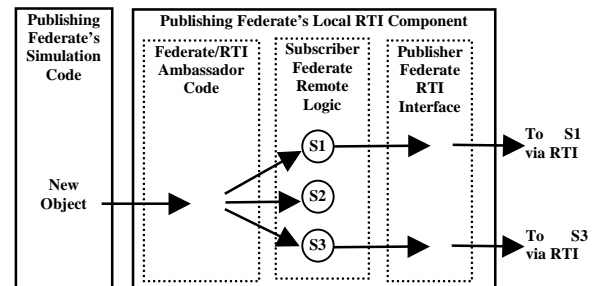 Publishing
Federate's
Simulation
Code
Publishing Federate's Local RTI Component
Federate/RTI
Ambassador
Code
Subscriber
Federate
Remote
Logic
Publisher
Federate
RTI
Interface
New
Object
S1
S2
S3
To S1
via RTI
To S3
via RTI